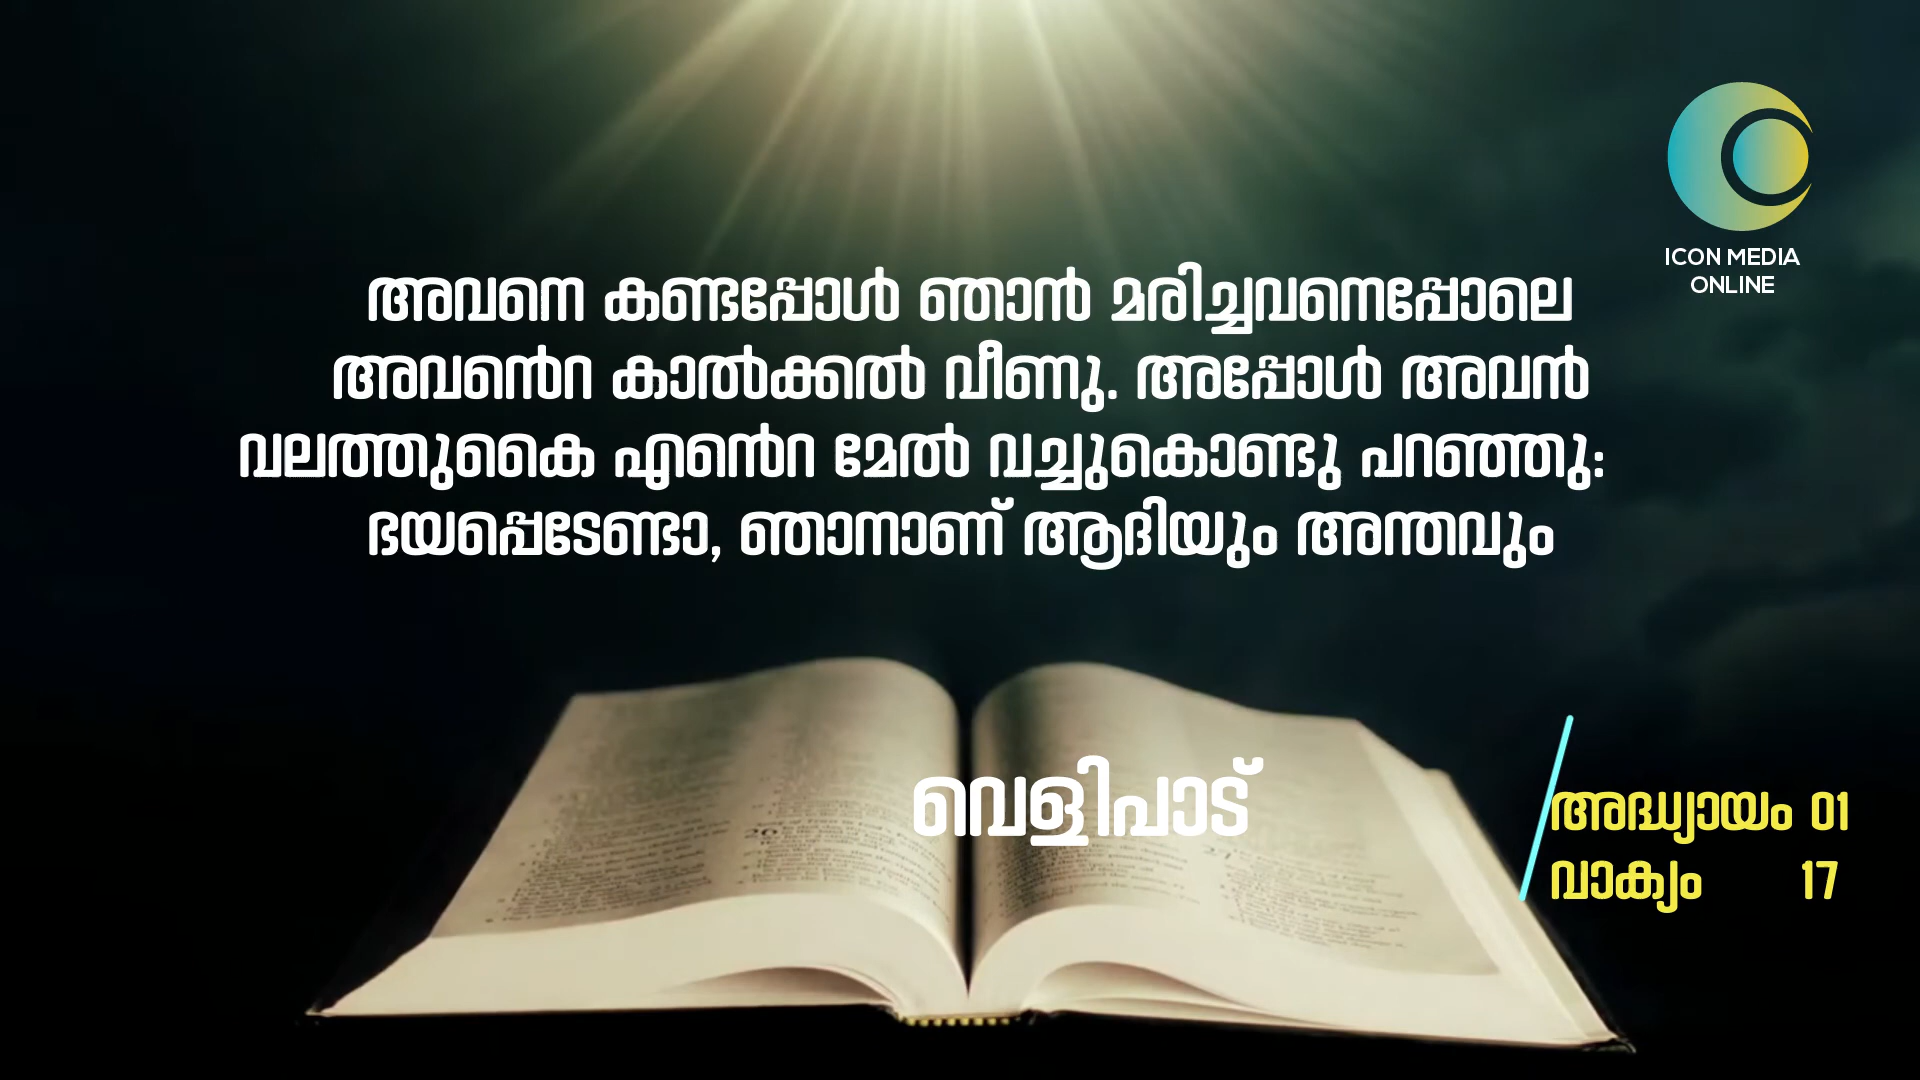 ICON MEDIA
ONLINE
അവനെ കണ്ടപ്പോൾ ഞാൻ മരിച്ചവനെപ്പോലെ
അവൻെറ കാൽക്കൽ വീണു. അപ്പോൾ അവൻ
വലത്തുകൈ എൻെറ മേൽ വച്ചുകൊണ്ടു പറഞ്ഞു:
ഭയപ്പെടേണ്ടാ, ഞാനാണ് ആദിയും അന്തവും
വെളിപാട്
അദ്ധ്യായം 01
വാക്യം 17